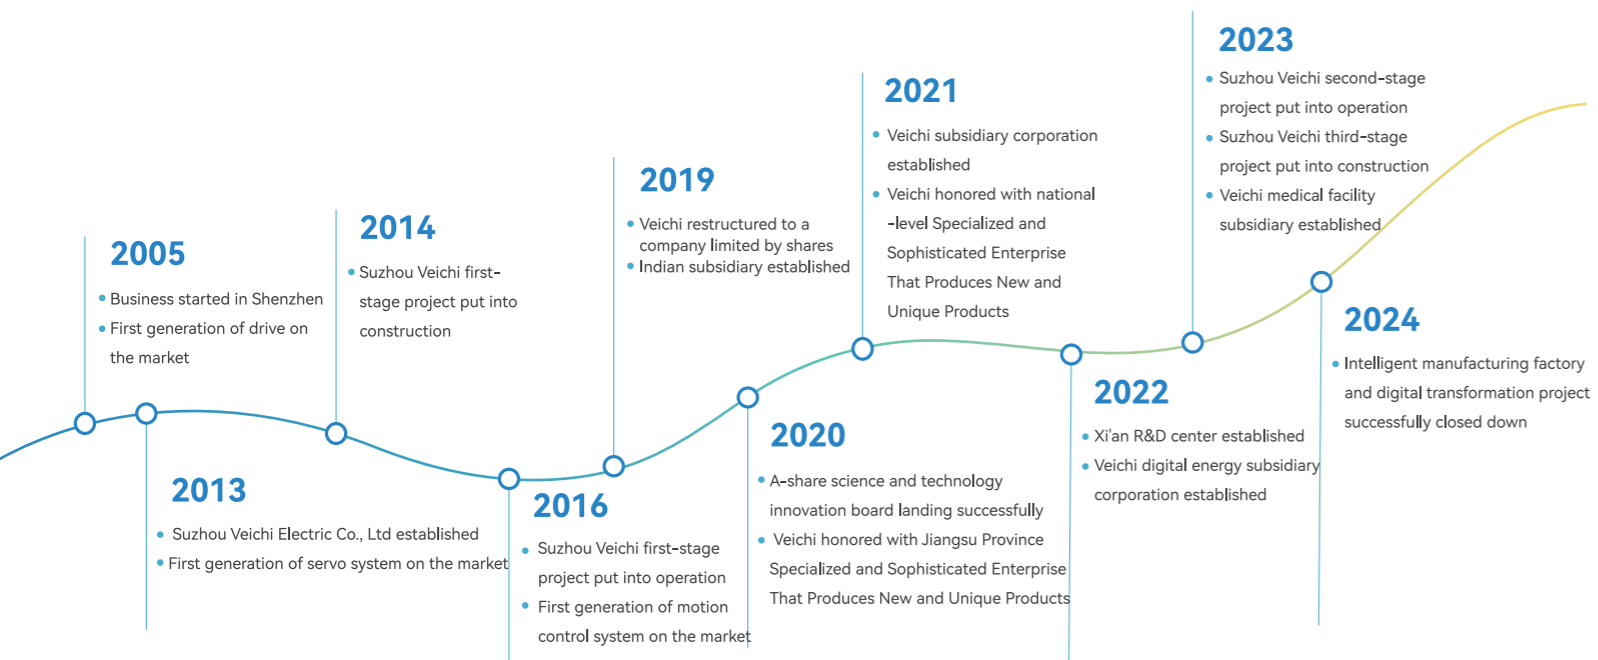 2005
Business started in Shenzhen
First generation of drive on
the market
2013
Suzhou Veichi Electric Co., Ltd established
First generation of servo system on the market
2014
Suzhou Veichi first-
stage project put into
construction
2016
Suzhou Veichi first-stage
project put into operation
First generation of motion
control system on the market
2019
Veichi restructured to a
company limited by shares
Indian subsidiary established
2020
A-share science and technology
innovation board landing successfully
Veichi honored with Jiangsu Province
Specialized and Sophisticated Enterprise
That Produces New and Unique Products
2021
Veichi subsidiary corporation
established
Veichi honored with national
-level Specialized and
Sophisticated Enterprise
That Produces New and
Unique Products
2022
Xi'an R&D center established
Veichi digital energy subsidiary
corporation established
2023
Suzhou Veichi second-stage
project put into operation
Suzhou Veichi third-stage
project put into construction
Veichi medical facility
subsidiary established
2024
Intelligent manufacturing factory
and digital transformation project
successfully closed down